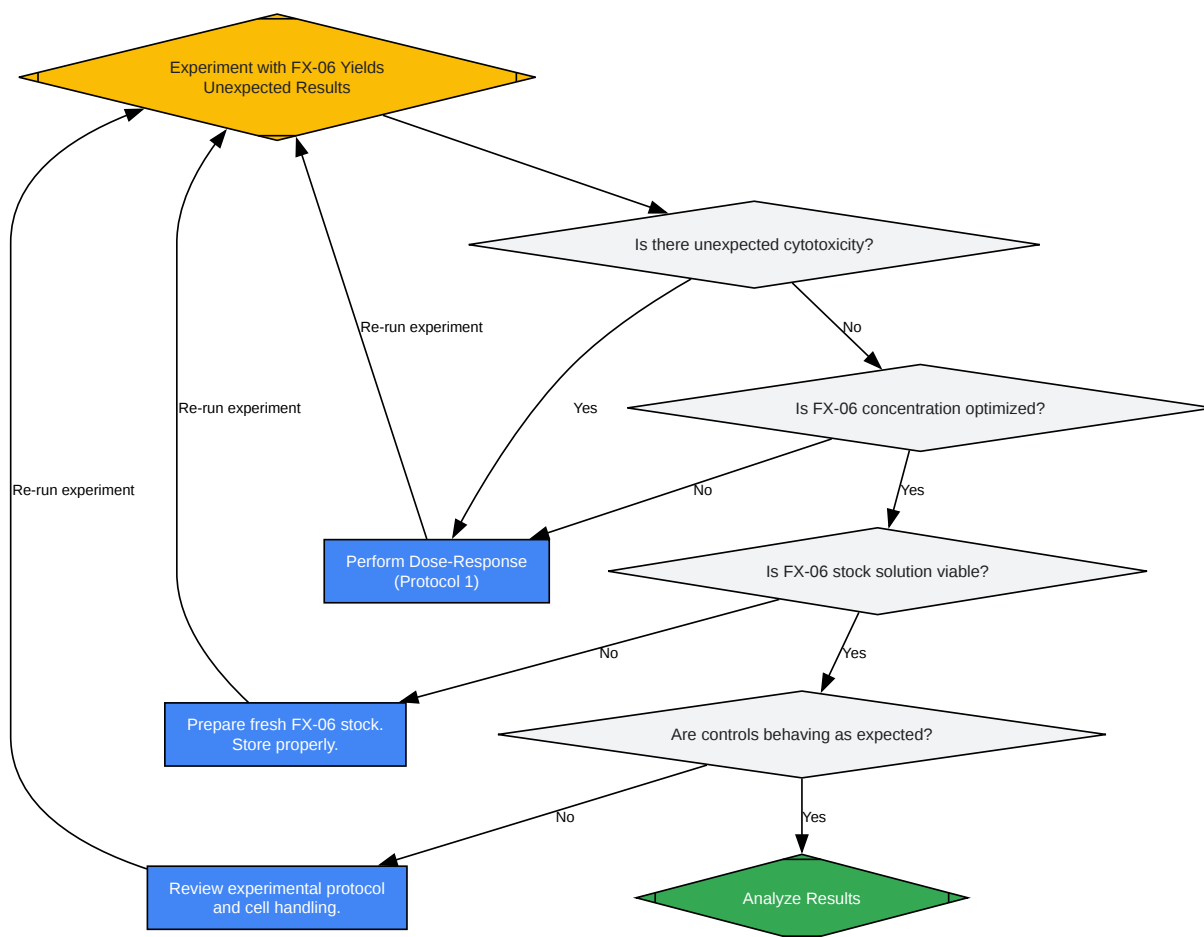 Experiment with FX-06 Yields
Unexpected Results
Is there unexpected cytotoxicity?
Re-run experiment
No
Re-run experiment
Yes
Is FX-06 concentration optimized?
Re-run experiment
No
Yes
Perform Dose-Response
(Protocol 1)
Is FX-06 stock solution viable?
No
Yes
Prepare fresh FX-06 stock.
Store properly.
Are controls behaving as expected?
No
Yes
Review experimental protocol
and cell handling.
Analyze Results